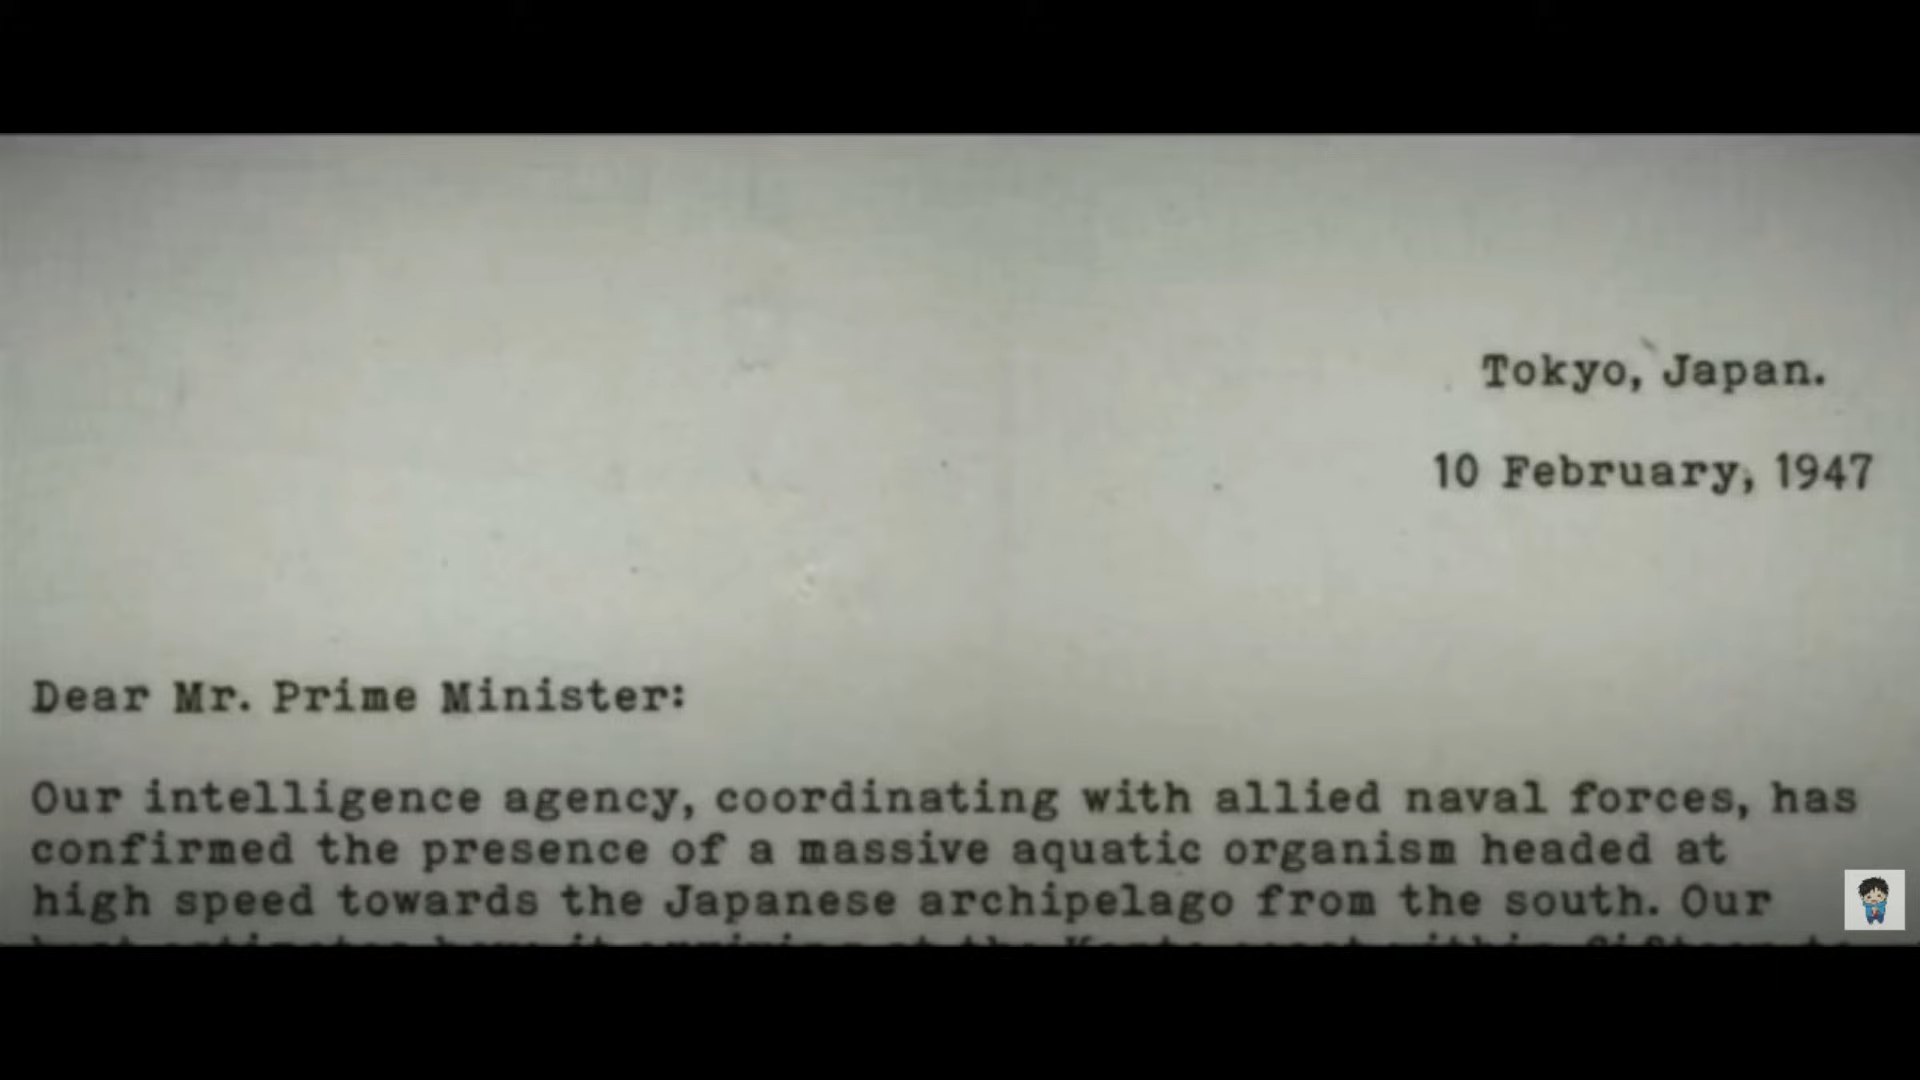 Tokyo, Japan.
10 February, 1947
Dear Mr. Prime Minister:
Our intelligence agency, coordinating with allied naval forces, has
confirmed the presence of a massive aquatic organism headed at
high speed towards the Japanese archipelago from the south. Our